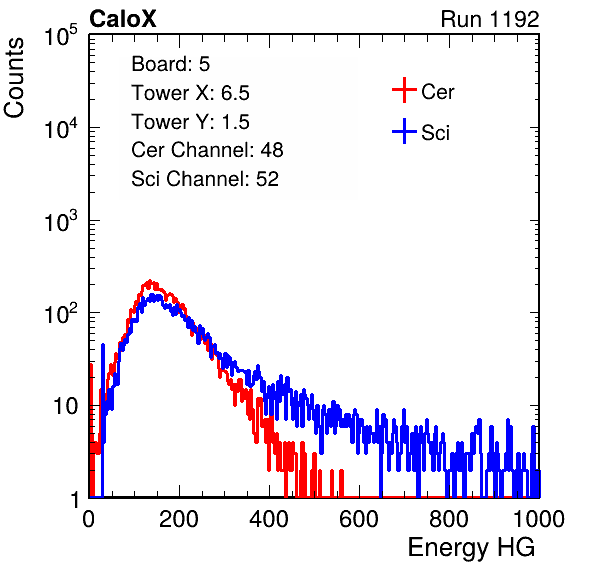 CaloX Run 1192
Counts
10^5
10^4
10^3
10^2
10
1
Board: 5
Tower X: 6.5
Tower Y: 1.5
Cer Channel: 48
Sci Channel: 52
Cer
Sci
0 200 400 600 800 1000
Energy HG